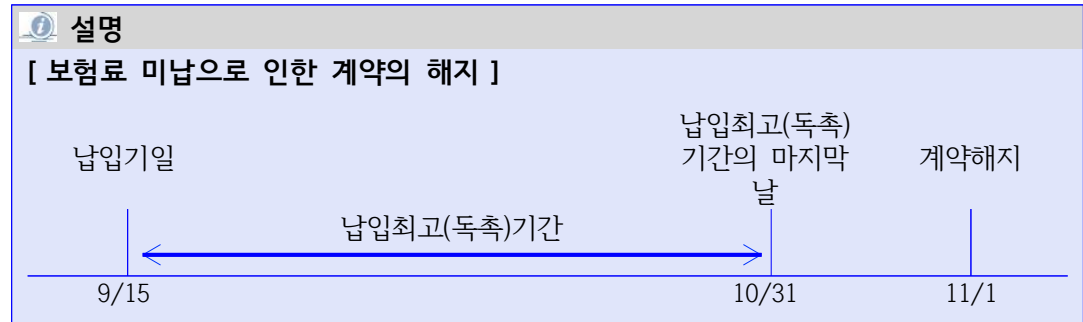 설명
[ 보험료 미납으로 인한 계약의 해지 ]
납입기일
납입최고(독촉)
기간의 마지막
날
계약해지
납입최고(독촉)기간
9/15
10/31
11/1